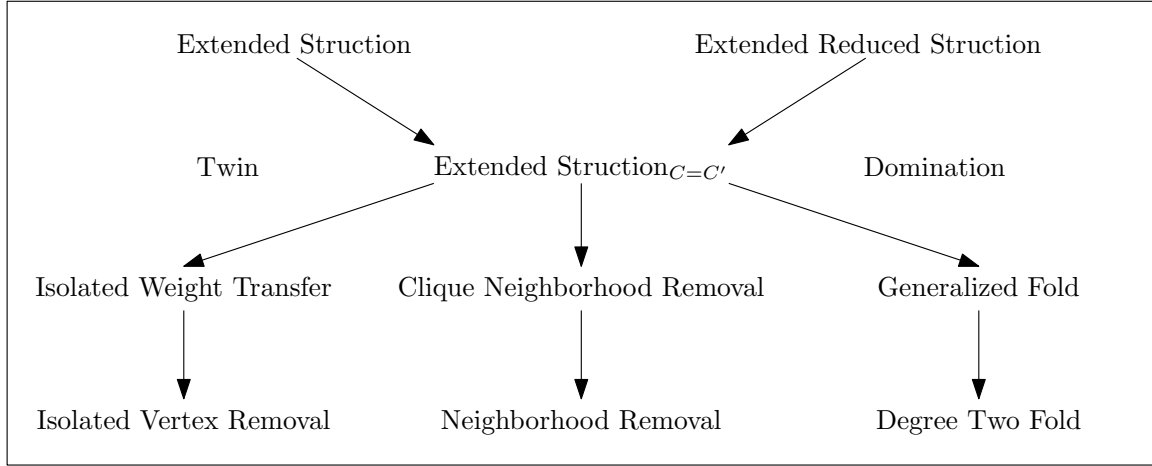 Extended Struction
Extended Reduced Struction
Twin
Extended Struction_{C=C'}
Domination
Isolated Weight Transfer
Clique Neighborhood Removal
Generalized Fold
Isolated Vertex Removal
Neighborhood Removal
Degree Two Fold